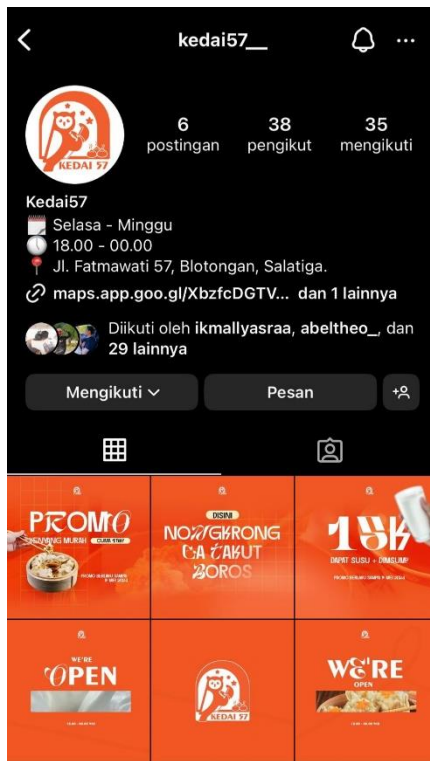 kedai57__
KEDAI 57
6
postingan
38
pengikut
35
mengikuti
Kedai57
Selasa - Minggu
18.00 - 00.00
Jl. Fatmawati 57, Blotongan, Salatiga.
maps.app.goo.gl/XbzfcDGTV... dan 1 lainnya
Diikuti oleh ikmallyasraa, abeltheo_, dan
29 lainnya
Mengikuti
Pesan
PROMO
MURAH
DISINI
NONGKRONG
GA TAKUT
BOROS
18K
DAPAT SUSU + DIMSUM!
WE'RE
OPEN
KEDAI 57
WE'RE
OPEN